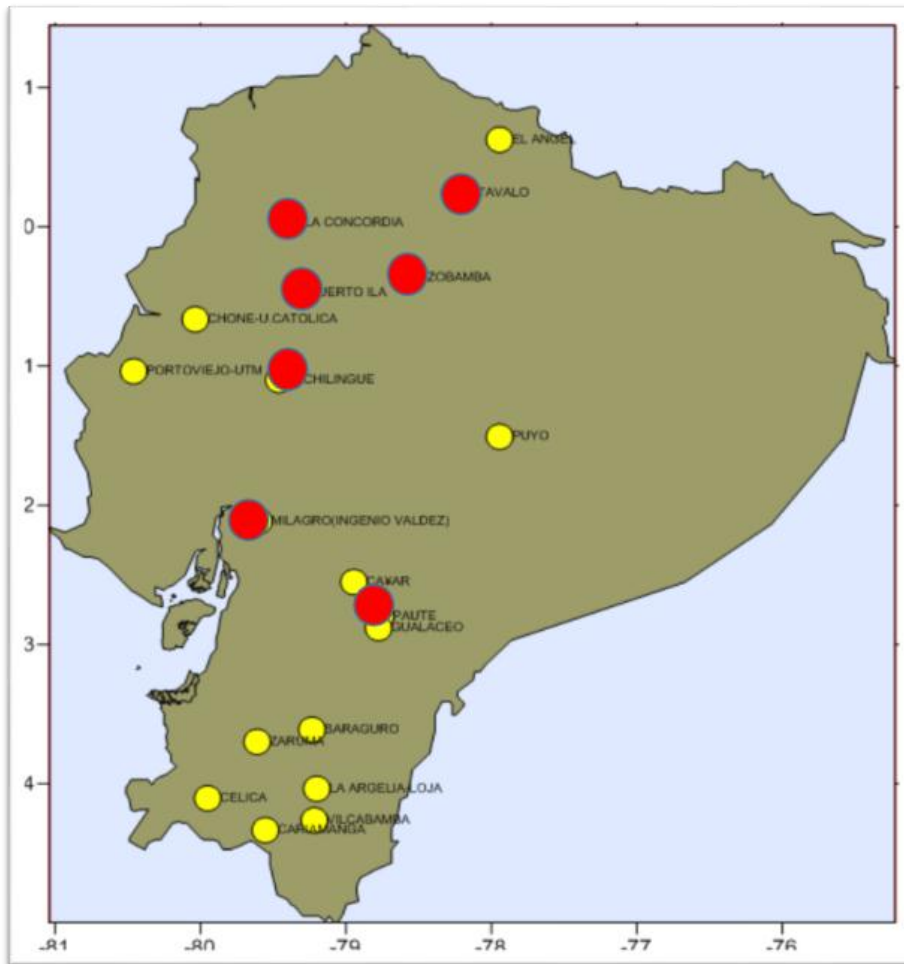 1
EL ANGEL
TAVALO
0
LA CONCORDIA
ZOBAMBA
JERTO ILA
CHONE-U.CATOLICA
1
PORTOVIEJO-UTM
CHILINGUE
PUYO
2
MILAGRO(INGENIO VALDEZ)
CAÑAR
PAUTE
3
GUALACEO
SARAGURO
ZARUMA
4
LA ARGELIA-LOJA
CELICA
VILCABAMBA
CARIAMANGA
-81 -80 -79 -78 -77 -76